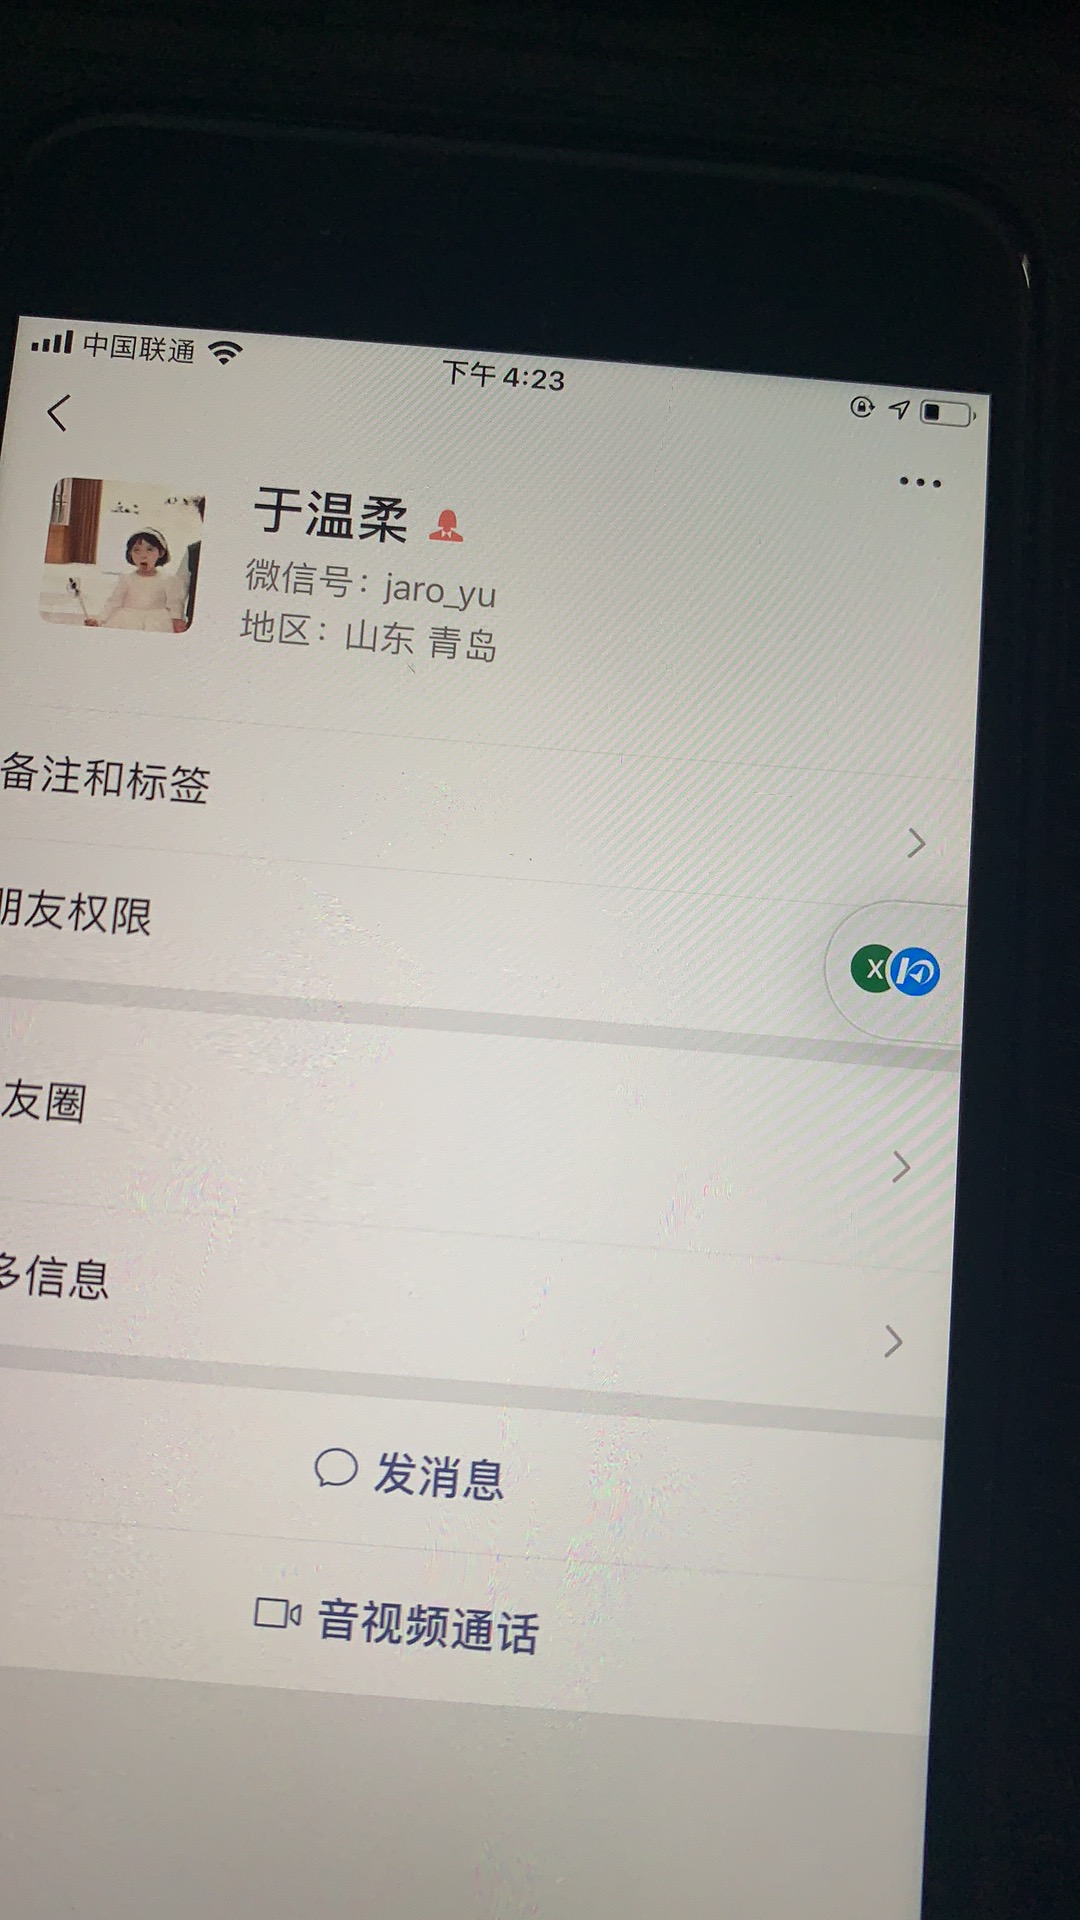 中国联通
下午4:23
于温柔
微信号：jaro_yu
地区：山东 青岛
备注和标签
朋友权限
X
友圈
多信息
发消息
音视频通话